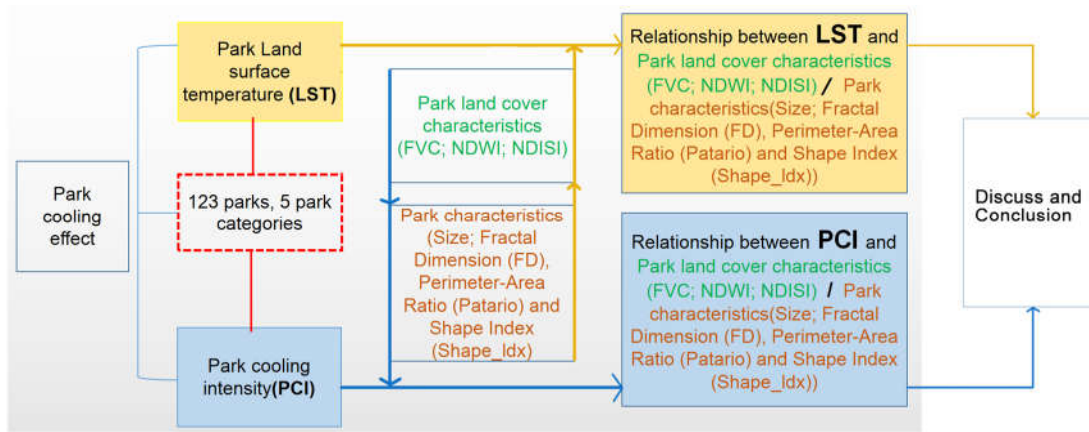 Park
cooling
effect
Park Land
surface
temperature (LST)
123 parks, 5 park
categories
Park cooling
intensity(PCI)
Park land cover
characteristics
(FVC; NDWI; NDISI)
Park characteristics
(Size; Fractal
Dimension (FD),
Perimeter-Area
Ratio (Patario) and
Shape Index
(Shape_Idx)
Relationship between LST and
Park land cover characteristics
(FVC; NDWI; NDISI) / Park
characteristics(Size; Fractal
Dimension (FD), Perimeter-Area
Ratio (Patario) and Shape Index
(Shape_Idx))
Relationship between PCI and
Park land cover characteristics
(FVC; NDWI; NDISI) / Park
characteristics(Size; Fractal
Dimension (FD), Perimeter-Area
Ratio (Patario) and Shape Index
(Shape_Idx))
Discuss and
Conclusion